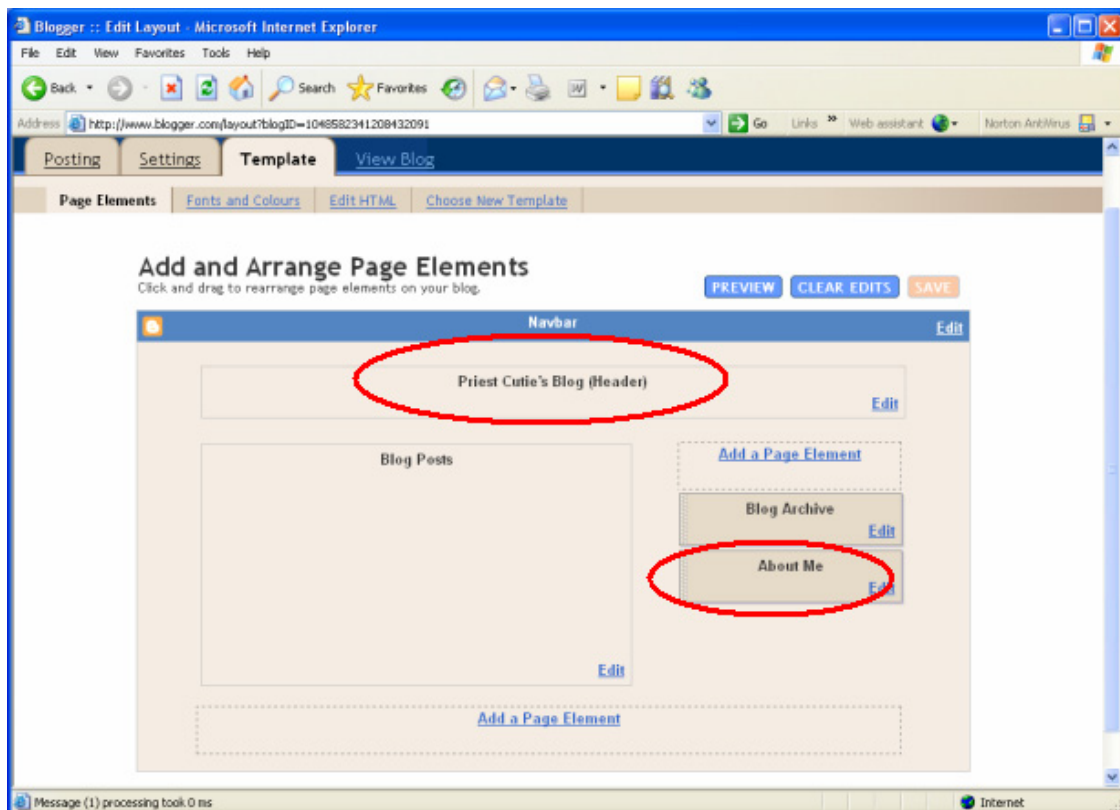 Blogger :: Edit Layout - Microsoft Internet Explorer
File Edit View Favorites Tools Help
Back Search Favorites W
Address http://www.blogger.com/layout?blogID=1048582341208432091 Go Links » Web assistant Norton AntiVirus
Posting Settings Template View Blog
Page Elements Fonts and Colours Edit HTML Choose New Template
Add and Arrange Page Elements
Click and drag to rearrange page elements on your blog.
PREVIEW CLEAR EDITS SAVE
Navbar Edit
Priest Cutie's Blog (Header)
Edit
Blog Posts
Edit
Add a Page Element
Blog Archive
Edit
About Me
Edit
Add a Page Element
Message (1) processing took 0 ms Internet